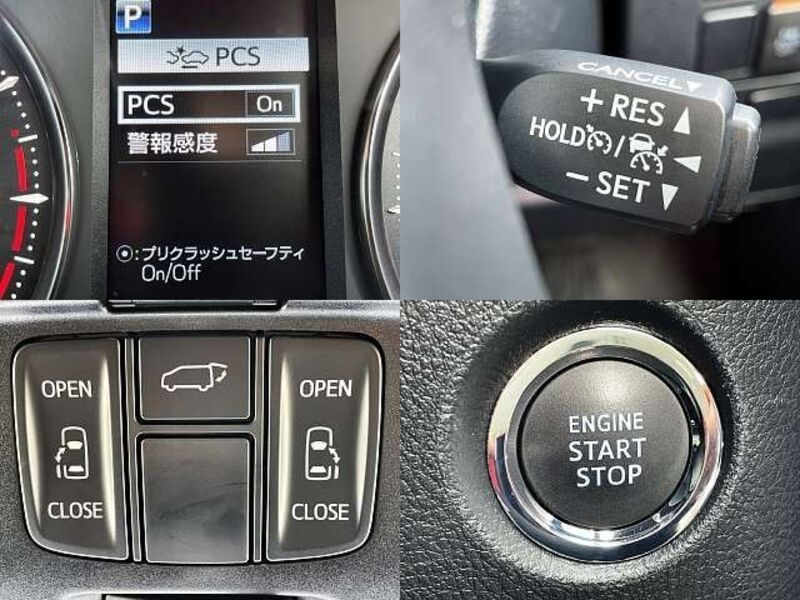 P
PCS
PCS On
警報感度
⦿:プリクラッシュセーフティ
On/Off
CANCEL▼
+RES▲
HOLD / ◀
−SET▼
OPEN
CLOSE
OPEN
CLOSE
ENGINE
START
STOP